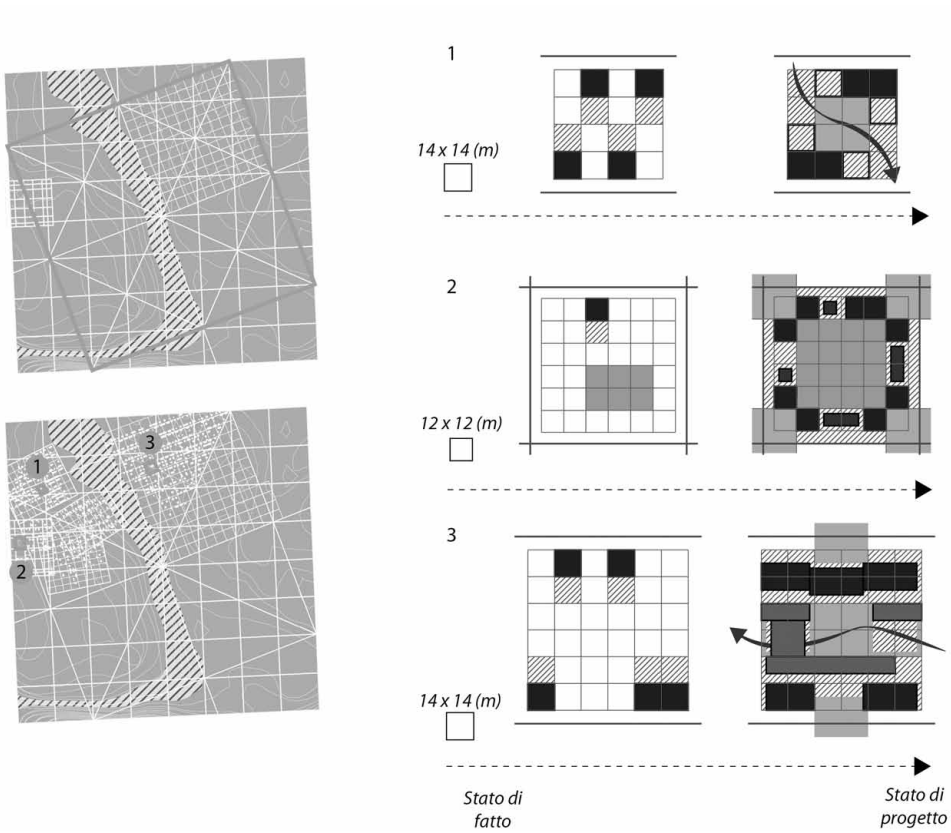 1
14 x 14 (m)
2
12 x 12 (m)
3
14 x 14 (m)
Stato di
fatto
Stato di
progetto
3
1
2